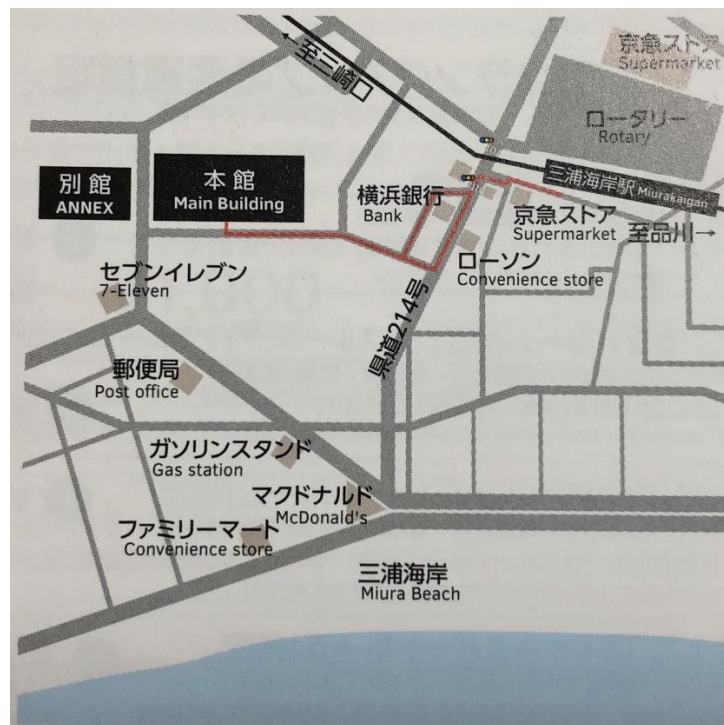 京急ストア
Supermarket
←至三崎口
ロータリー
Rotary
別館
ANNEX
本館
Main Building
横浜銀行
Bank
三浦海岸駅 Miurakaigan
京急ストア
Supermarket
至品川→
ローソン
Convenience store
セブンイレブン
7-Eleven
県道214号
郵便局
Post office
ガソリンスタンド
Gas station
マクドナルド
McDonald's
ファミリーマート
Convenience store
三浦海岸
Miura Beach